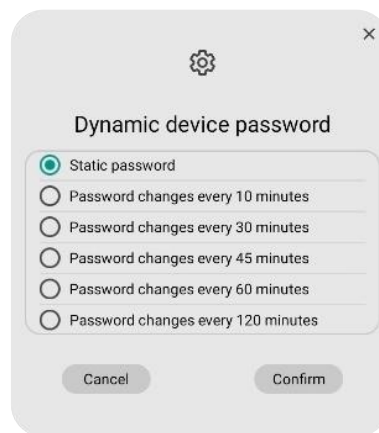 Dynamic device password
Static password
Password changes every 10 minutes
Password changes every 30 minutes
Password changes every 45 minutes
Password changes every 60 minutes
Password changes every 120 minutes
Cancel Confirm